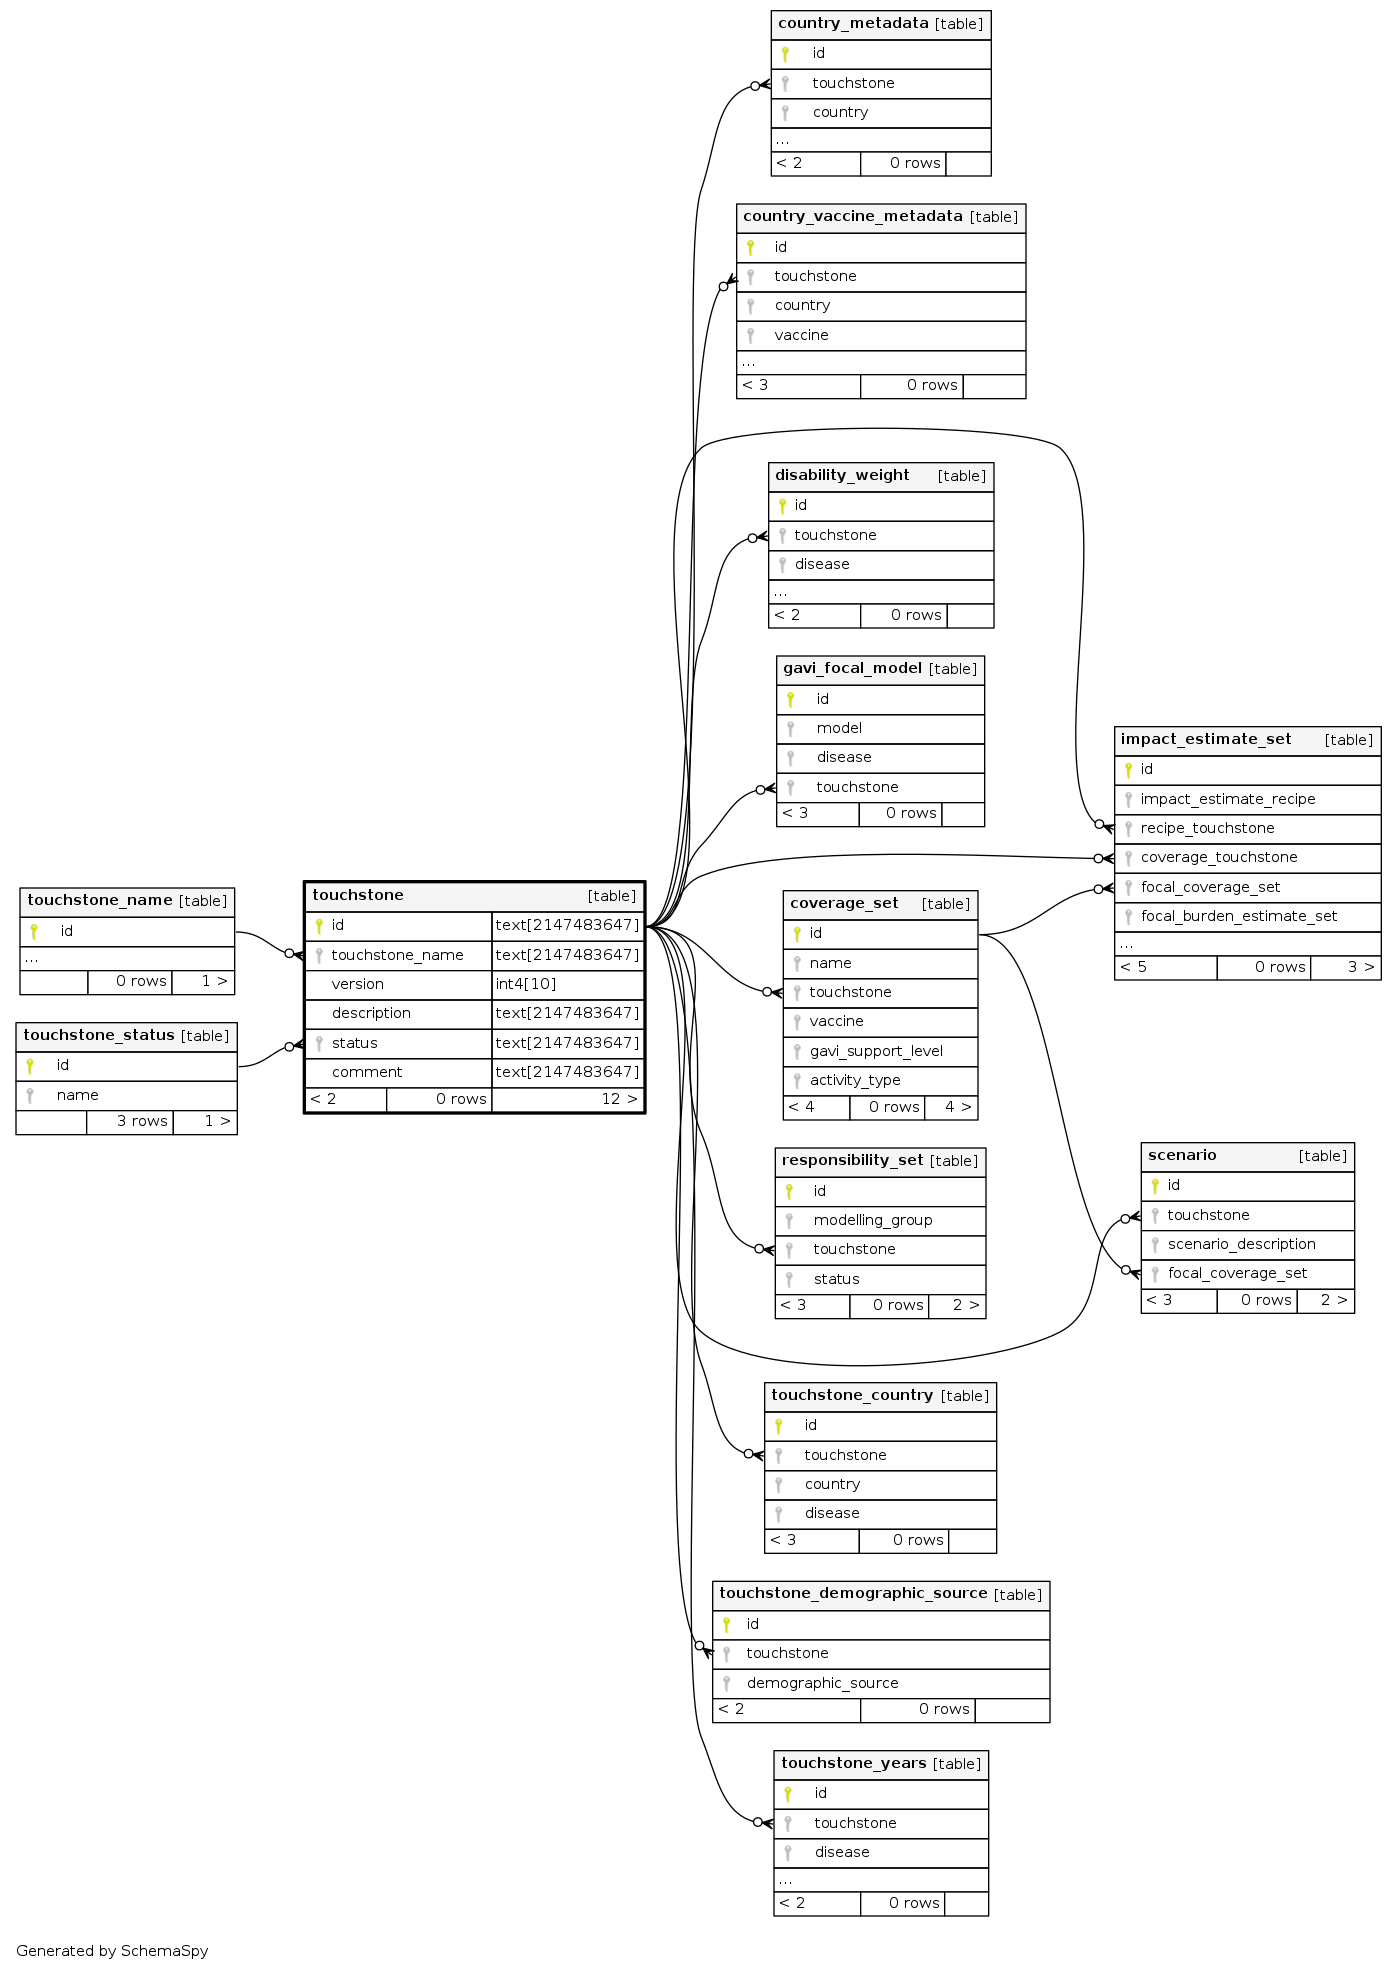 country_metadata [table]
id
touchstone
country
...
< 2 0 rows
country_vaccine_metadata [table]
id
touchstone
country
vaccine
...
< 3 0 rows
disability_weight [table]
id
touchstone
disease
...
< 2 0 rows
gavi_focal_model [table]
id
model
disease
touchstone
< 3 0 rows
impact_estimate_set [table]
id
impact_estimate_recipe
recipe_touchstone
coverage_touchstone
focal_coverage_set
focal_burden_estimate_set
...
< 5 0 rows 3 >
touchstone_name [table]
id
...
0 rows 1 >
touchstone_status [table]
id
name
3 rows 1 >
touchstone [table]
id text[2147483647]
touchstone_name text[2147483647]
version int4[10]
description text[2147483647]
status text[2147483647]
comment text[2147483647]
< 2 0 rows 12 >
coverage_set [table]
id
name
touchstone
vaccine
gavi_support_level
activity_type
< 4 0 rows 4 >
responsibility_set [table]
id
modelling_group
touchstone
status
< 3 0 rows 2 >
scenario [table]
id
touchstone
scenario_description
focal_coverage_set
< 3 0 rows 2 >
touchstone_country [table]
id
touchstone
country
disease
< 3 0 rows
touchstone_demographic_source [table]
id
touchstone
demographic_source
< 2 0 rows
touchstone_years [table]
id
touchstone
disease
...
< 2 0 rows
Generated by SchemaSpy